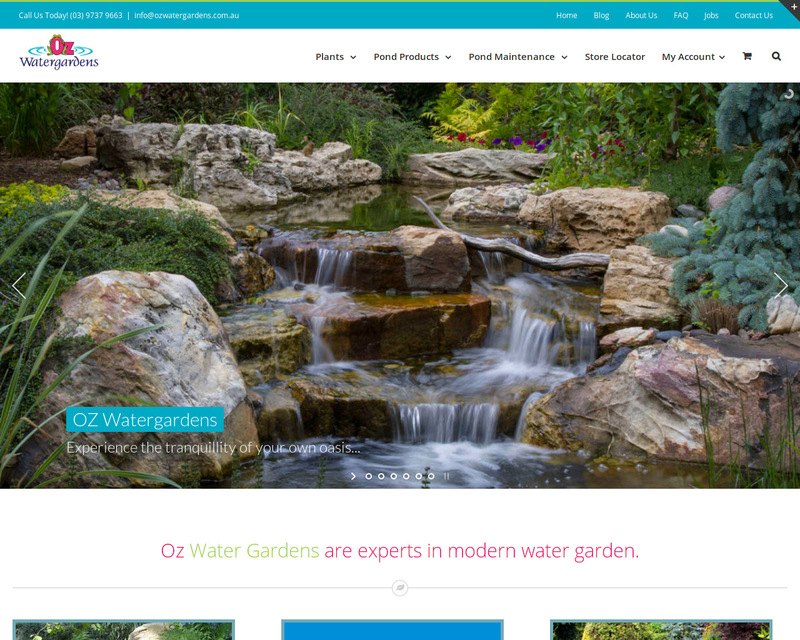 Call Us Today! (03) 9737 9663 | info@ozwatergardens.com.au
Home Blog About Us FAQ Jobs Contact Us
Oz
Watergardens
Plants Pond Products Pond Maintenance Store Locator My Account
OZ Watergardens
Experience the tranquillity of your own oasis...
Oz Water Gardens are experts in modern water garden.